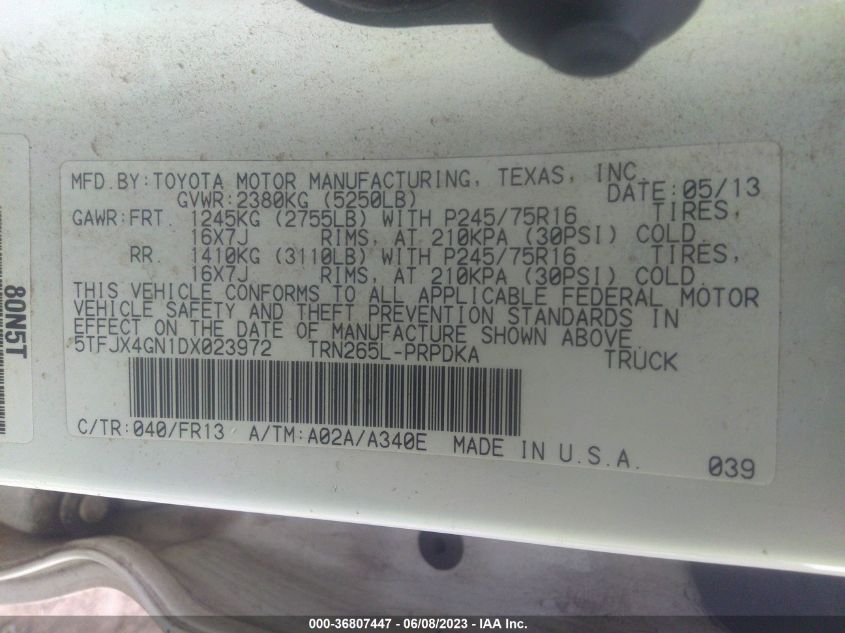 MFD.BY:TOYOTA MOTOR MANUFACTURING, TEXAS, INC.
GVWR:2380KG (5250LB) DATE:05/13
GAWR:FRT. 1245KG (2755LB) WITH P245/75R16 TIRES,
16X7J RIMS, AT 210KPA (30PSI) COLD.
RR. 1410KG (3110LB) WITH P245/75R16 TIRES,
16X7J RIMS, AT 210KPA (30PSI) COLD.
THIS VEHICLE CONFORMS TO ALL APPLICABLE FEDERAL MOTOR
VEHICLE SAFETY AND THEFT PREVENTION STANDARDS IN
EFFECT ON THE DATE OF MANUFACTURE SHOWN ABOVE.
5TFJX4GN1DX023972 TRN265L-PRPDKA TRUCK
C/TR:040/FR13 A/TM:A02A/A340E MADE IN U.S.A.
039
80N5T
000-36807447 - 06/08/2023 - IAA Inc.